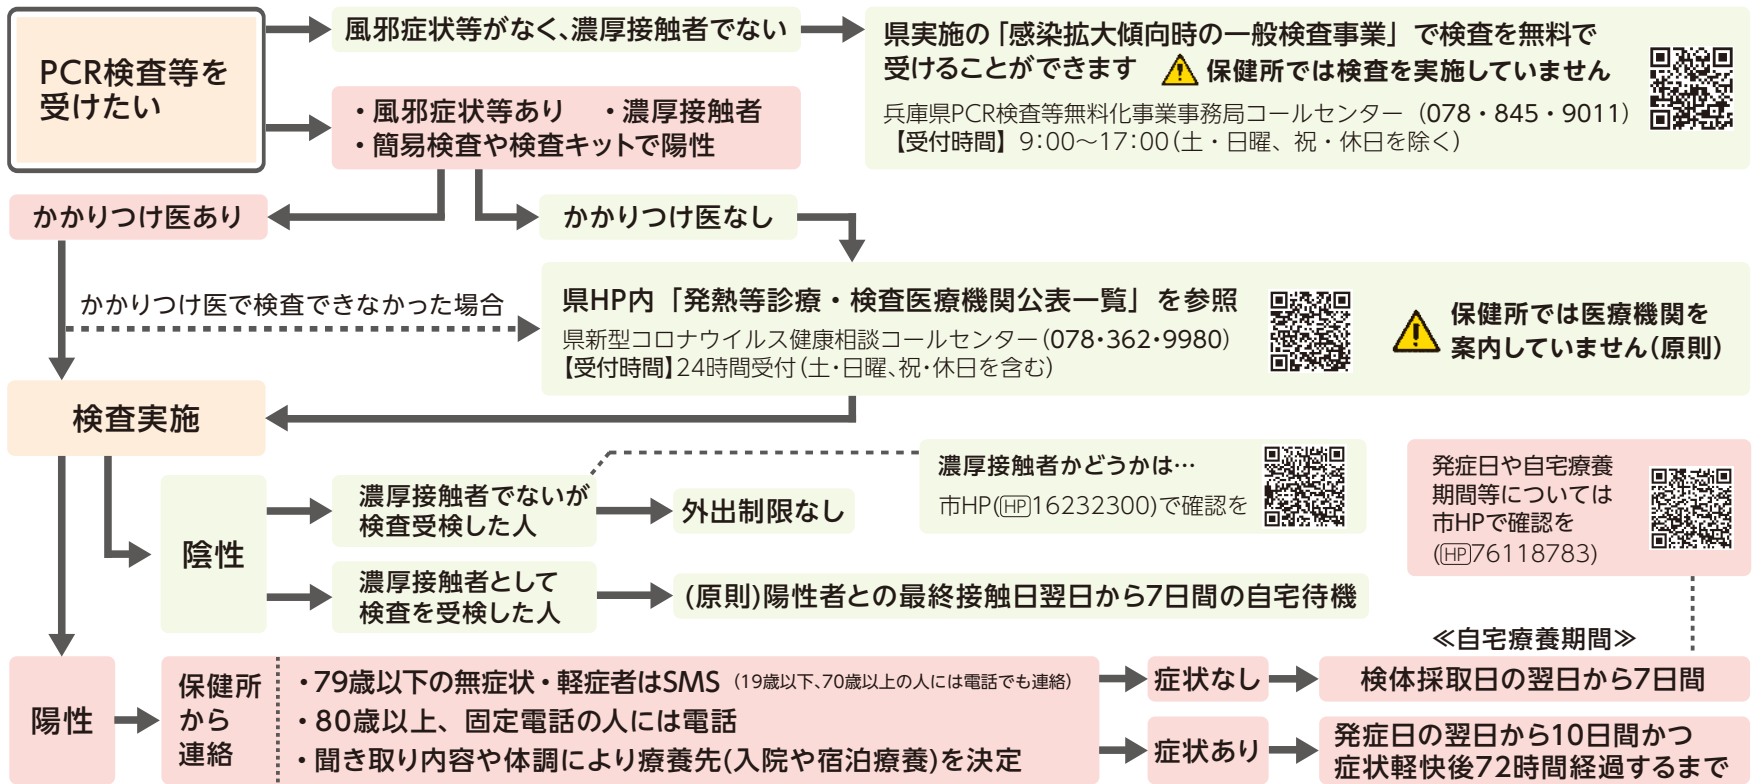 PCR検査等を
受けたい
風邪症状等がなく、濃厚接触者でない
県実施の「感染拡大傾向時の一般検査事業」で検査を無料で
受けることができます 保健所では検査を実施していません
兵庫県PCR検査等無料化事業事務局コールセンター（078・845・9011）
【受付時間】9:00～17:00(土・日曜、祝・休日を除く)
・風邪症状等あり ・濃厚接触者
・簡易検査や検査キットで陽性
かかりつけ医あり
かかりつけ医なし
かかりつけ医で検査できなかった場合
県HP内「発熱等診療・検査医療機関公表一覧」を参照
県新型コロナウイルス健康相談コールセンター(078・362・9980)
【受付時間】24時間受付(土・日曜、祝・休日を含む)
保健所では医療機関を
案内していません(原則)
検査実施
濃厚接触者かどうかは…
市HP(HP16232300)で確認を
発症日や自宅療養
期間等については
市HPで確認を
(HP76118783)
陰性
濃厚接触者でないが
検査受検した人
外出制限なし
濃厚接触者として
検査を受検した人
(原則)陽性者との最終接触日翌日から7日間の自宅待機
≪自宅療養期間≫
陽性
保健所
から
連絡
・79歳以下の無症状・軽症者はSMS（19歳以下、70歳以上の人には電話でも連絡）
・80歳以上、固定電話の人には電話
・聞き取り内容や体調により療養先(入院や宿泊療養)を決定
症状なし
検体採取日の翌日から7日間
症状あり
発症日の翌日から10日間かつ
症状軽快後72時間経過するまで